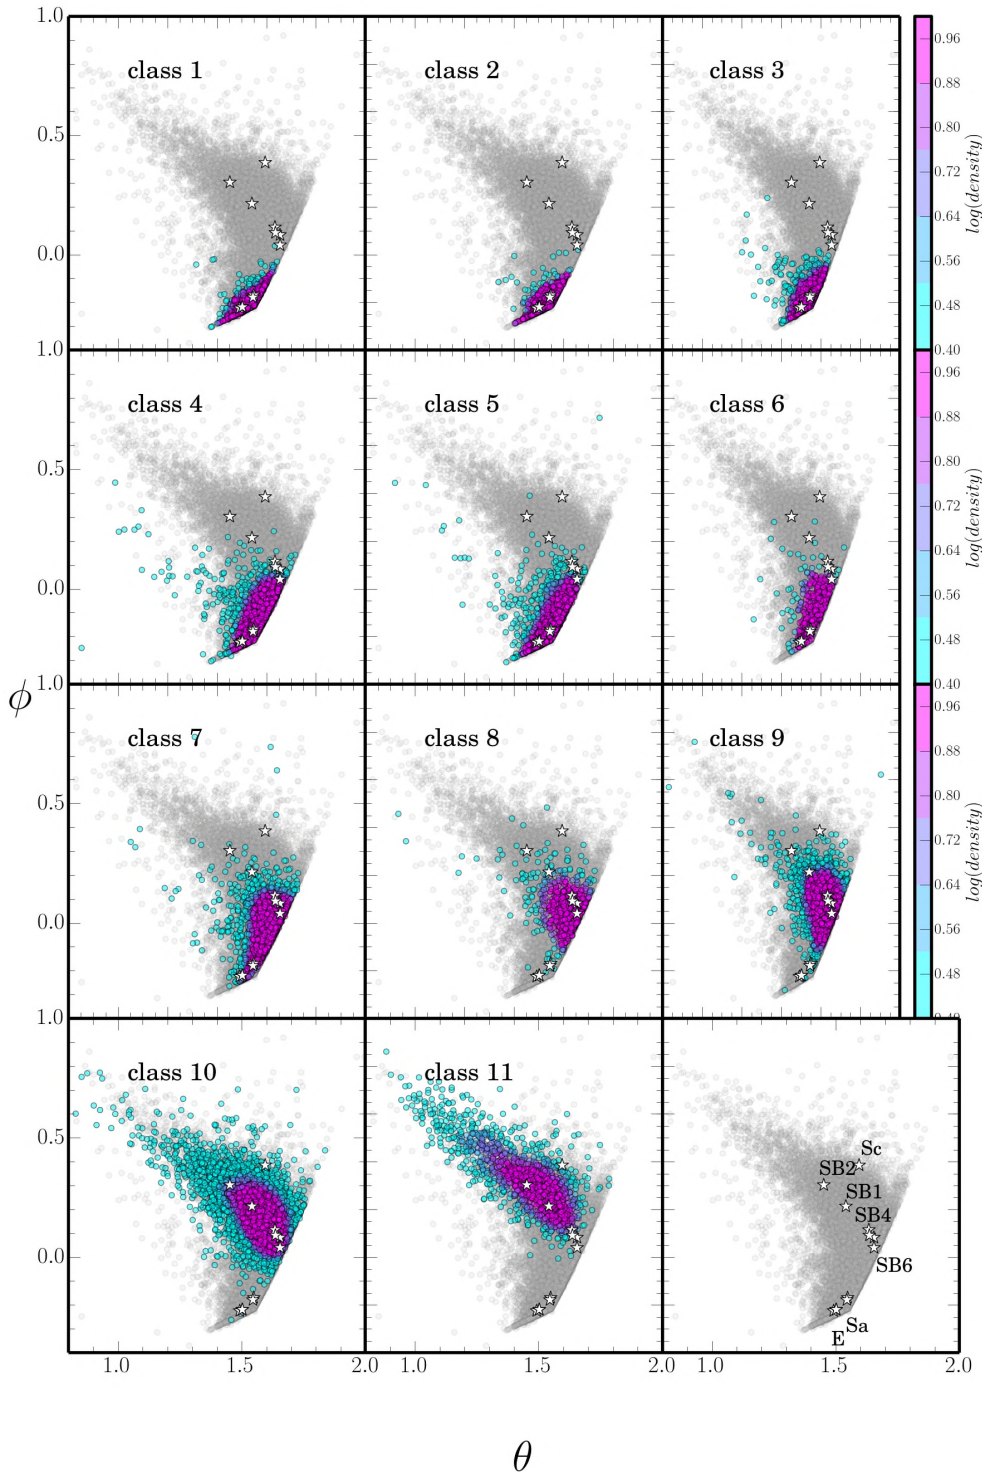 1.0
class 1
class 2
class 3
0.96
0.88
0.80
0.72
0.64
0.56
0.48
0.40
log(density)
0.5
0.0
1.0
class 4
class 5
class 6
0.96
0.88
0.80
0.72
0.64
0.56
0.48
0.40
log(density)
0.5
0.0
1.0
ϕ
class 7
class 8
class 9
0.96
0.88
0.80
0.72
0.64
0.56
0.48
log(density)
0.5
0.0
1.0
class 10
class 11
Sc
SB2
SB1
SB4
SB6
Sa
E
0.5
0.0
1.0 1.5 2.0 1.0 1.5 2.0 1.0 1.5 2.0
θ